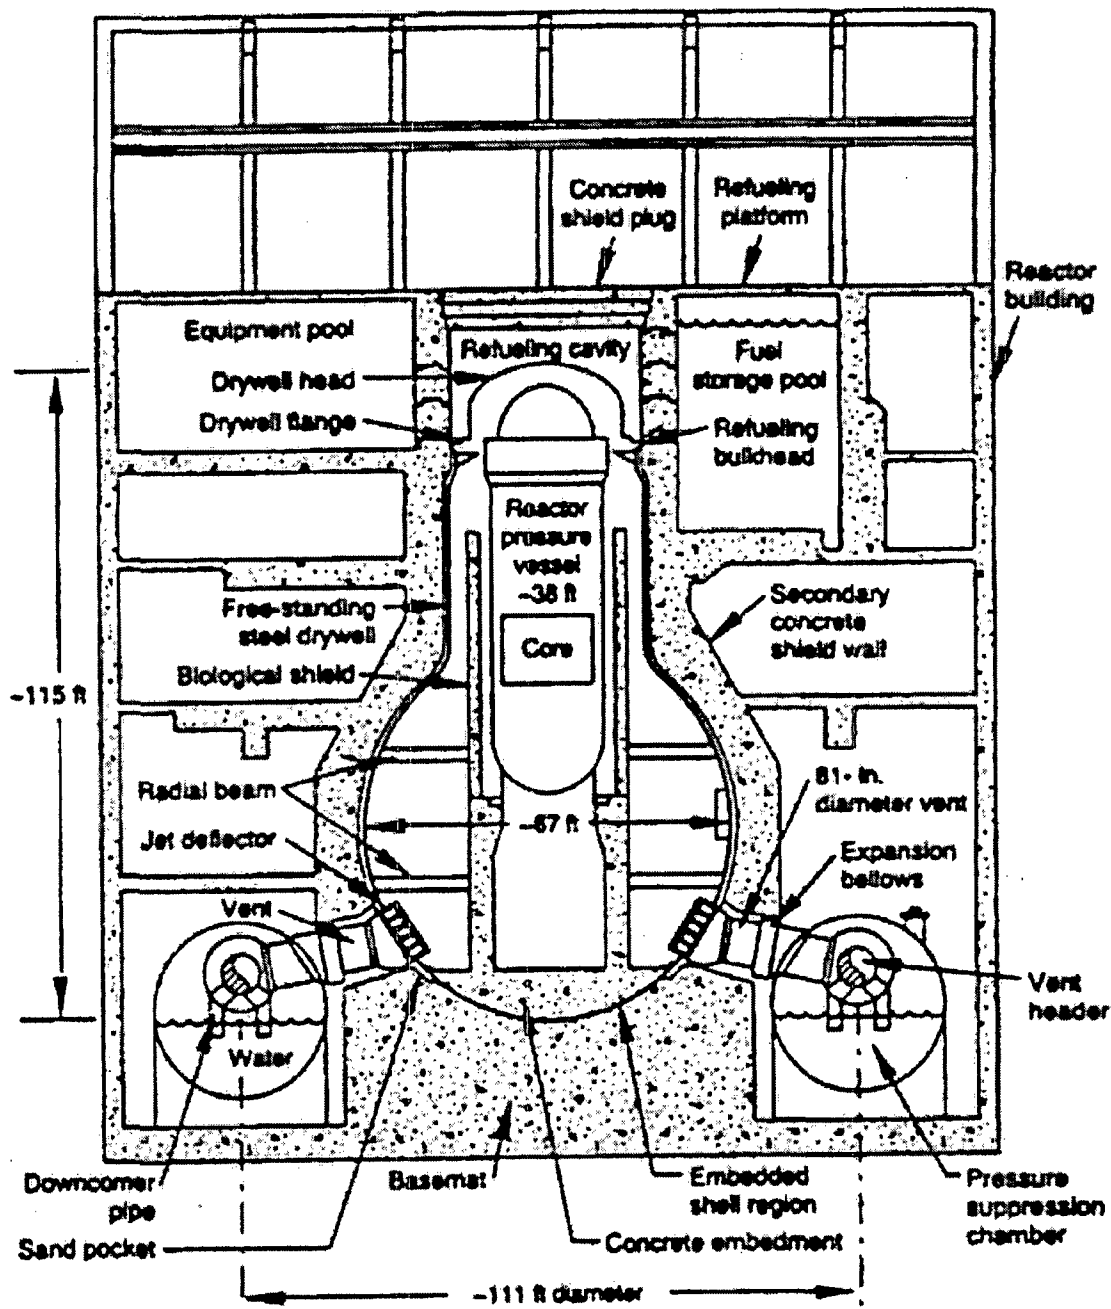 Concrete
shield plug
Refueling
platform
Reactor
building
Equipment pool
Refueling cavity
Fuel
storage pool
Drywell head
Drywell flange
Refueling
bulkhead
Reactor
pressure
vessel
~38 ft
Free-standing
steel drywell
Secondary
concrete
shield wall
Core
Biological shield
~115 ft
Radial beam
81- in.
diameter vent
~67 ft
Jet deflector
Expansion
bellows
Vent
Vent
header
Water
Downcomer
pipe
Basemat
Embedded
shell region
Pressure
suppression
chamber
Sand pocket
Concrete embedment
~111 ft diameter